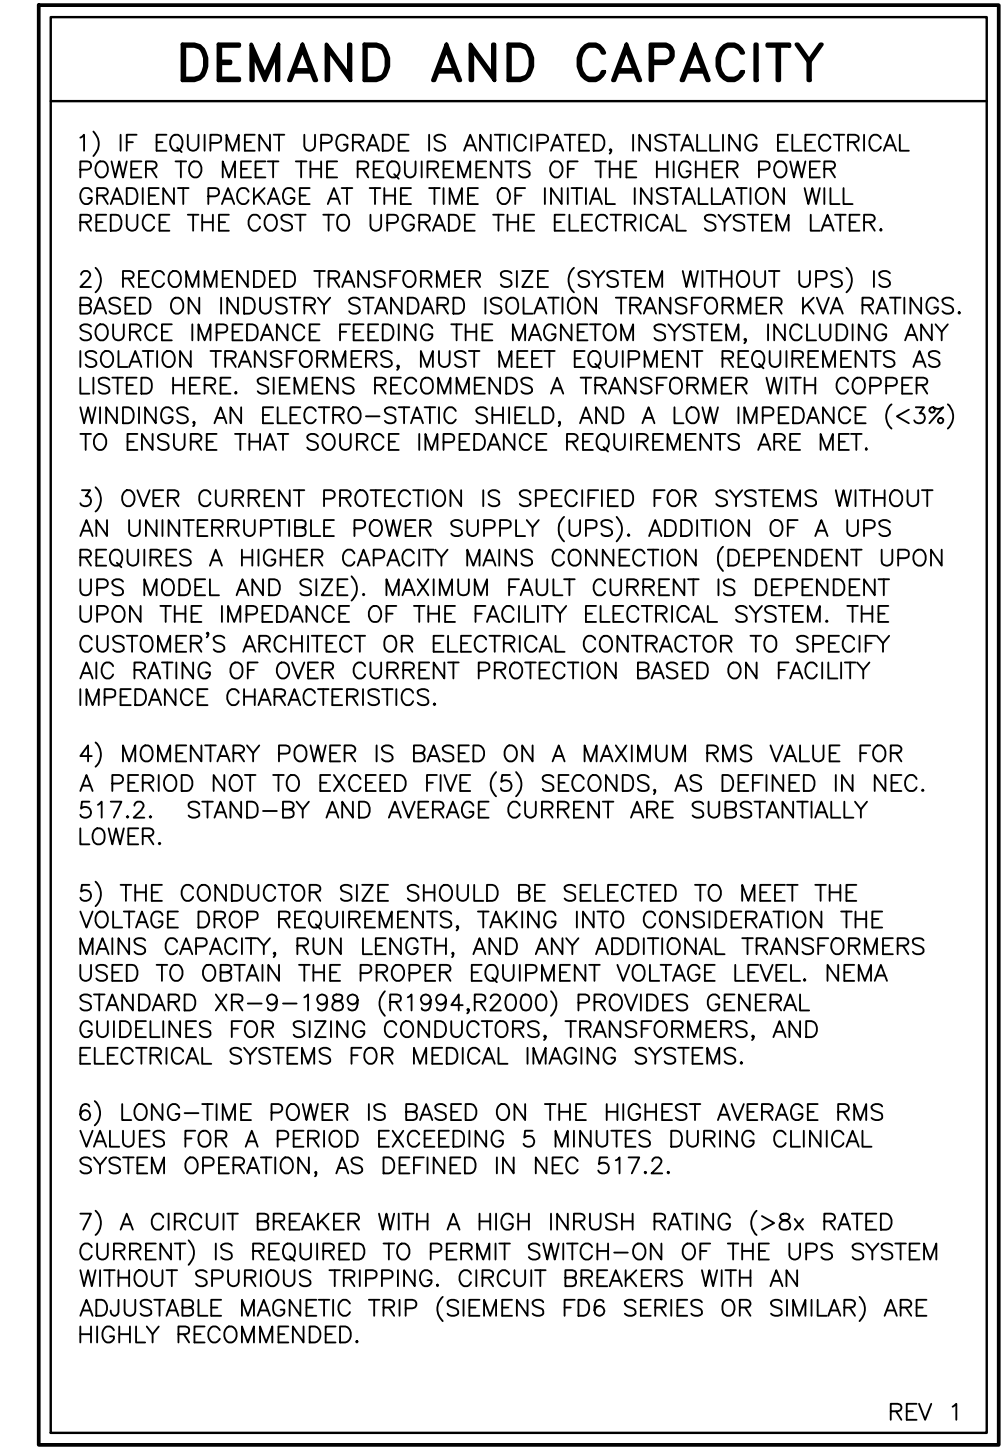 DEMAND AND CAPACITY
1) IF EQUIPMENT UPGRADE IS ANTICIPATED, INSTALLING ELECTRICAL
POWER TO MEET THE REQUIREMENTS OF THE HIGHER POWER
GRADIENT PACKAGE AT THE TIME OF INITIAL INSTALLATION WILL
REDUCE THE COST TO UPGRADE THE ELECTRICAL SYSTEM LATER.
2) RECOMMENDED TRANSFORMER SIZE (SYSTEM WITHOUT UPS) IS
BASED ON INDUSTRY STANDARD ISOLATION TRANSFORMER KVA RATINGS.
SOURCE IMPEDANCE FEEDING THE MAGNETOM SYSTEM, INCLUDING ANY
ISOLATION TRANSFORMERS, MUST MEET EQUIPMENT REQUIREMENTS AS
LISTED HERE. SIEMENS RECOMMENDS A TRANSFORMER WITH COPPER
WINDINGS, AN ELECTRO-STATIC SHIELD, AND A LOW IMPEDANCE (<3%)
TO ENSURE THAT SOURCE IMPEDANCE REQUIREMENTS ARE MET.
3) OVER CURRENT PROTECTION IS SPECIFIED FOR SYSTEMS WITHOUT
AN UNINTERRUPTIBLE POWER SUPPLY (UPS). ADDITION OF A UPS
REQUIRES A HIGHER CAPACITY MAINS CONNECTION (DEPENDENT UPON
UPS MODEL AND SIZE). MAXIMUM FAULT CURRENT IS DEPENDENT
UPON THE IMPEDANCE OF THE FACILITY ELECTRICAL SYSTEM. THE
CUSTOMER'S ARCHITECT OR ELECTRICAL CONTRACTOR TO SPECIFY
AIC RATING OF OVER CURRENT PROTECTION BASED ON FACILITY
IMPEDANCE CHARACTERISTICS.
4) MOMENTARY POWER IS BASED ON A MAXIMUM RMS VALUE FOR
A PERIOD NOT TO EXCEED FIVE (5) SECONDS, AS DEFINED IN NEC.
517.2. STAND-BY AND AVERAGE CURRENT ARE SUBSTANTIALLY
LOWER.
5) THE CONDUCTOR SIZE SHOULD BE SELECTED TO MEET THE
VOLTAGE DROP REQUIREMENTS, TAKING INTO CONSIDERATION THE
MAINS CAPACITY, RUN LENGTH, AND ANY ADDITIONAL TRANSFORMERS
USED TO OBTAIN THE PROPER EQUIPMENT VOLTAGE LEVEL. NEMA
STANDARD XR-9-1989 (R1994,R2000) PROVIDES GENERAL
GUIDELINES FOR SIZING CONDUCTORS, TRANSFORMERS, AND
ELECTRICAL SYSTEMS FOR MEDICAL IMAGING SYSTEMS.
6) LONG-TIME POWER IS BASED ON THE HIGHEST AVERAGE RMS
VALUES FOR A PERIOD EXCEEDING 5 MINUTES DURING CLINICAL
SYSTEM OPERATION, AS DEFINED IN NEC 517.2.
7) A CIRCUIT BREAKER WITH A HIGH INRUSH RATING (>8x RATED
CURRENT) IS REQUIRED TO PERMIT SWITCH-ON OF THE UPS SYSTEM
WITHOUT SPURIOUS TRIPPING. CIRCUIT BREAKERS WITH AN
ADJUSTABLE MAGNETIC TRIP (SIEMENS FD6 SERIES OR SIMILAR) ARE
HIGHLY RECOMMENDED.
REV 1